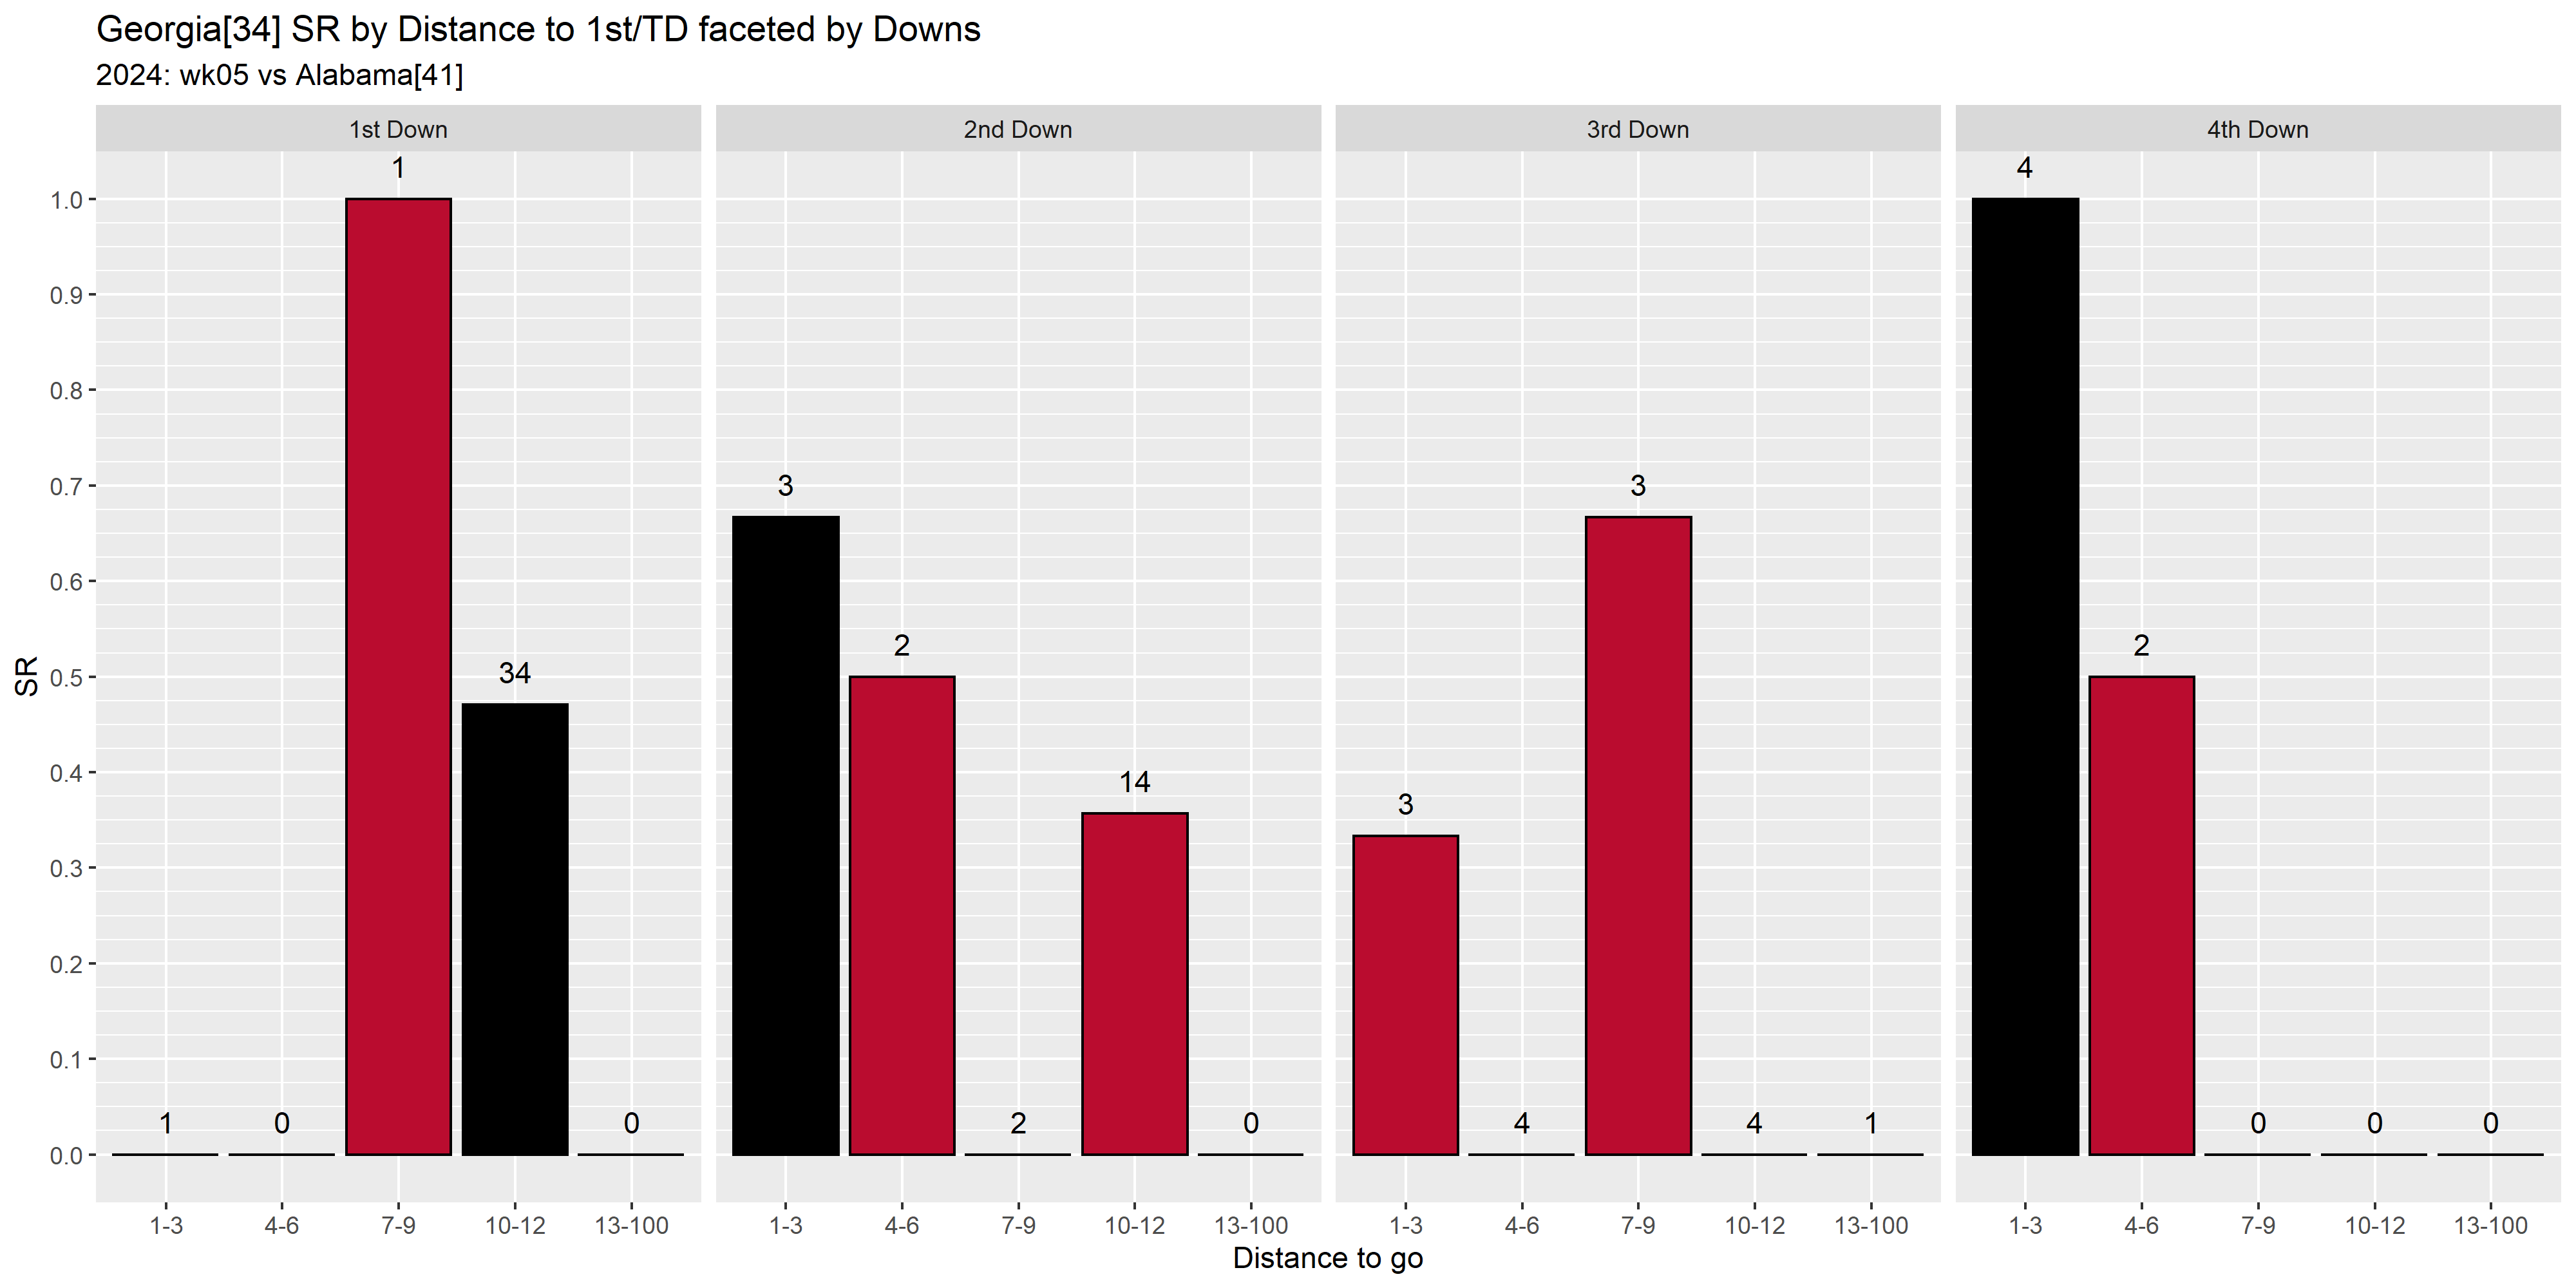 Georgia[34] SR by Distance to 1st/TD faceted by Downs
2024: wk05 vs Alabama[41]
1st Down
2nd Down
3rd Down
4th Down
SR
1.0
0.9
0.8
0.7
0.6
0.5
0.4
0.3
0.2
0.1
0.0
1 0 1 34 0
3 2 2 14 0
3 4 3 4 1
4 2 0 0 0
1-3 4-6 7-9 10-12 13-100
1-3 4-6 7-9 10-12 13-100
1-3 4-6 7-9 10-12 13-100
1-3 4-6 7-9 10-12 13-100
Distance to go